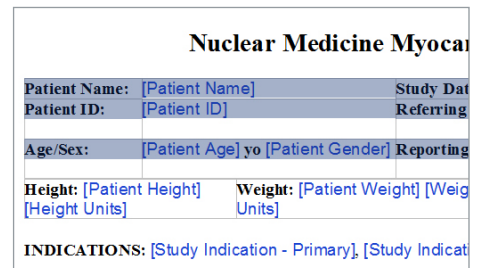 Nuclear Medicine Myocar
Patient Name: [Patient Name] Study Dat
Patient ID: [Patient ID] Referring
Age/Sex: [Patient Age] yo [Patient Gender] Reporting
Height: [Patient Height] Weight: [Patient Weight] [Weig
[Height Units] Units]
INDICATIONS: [Study Indication - Primary], [Study Indicati